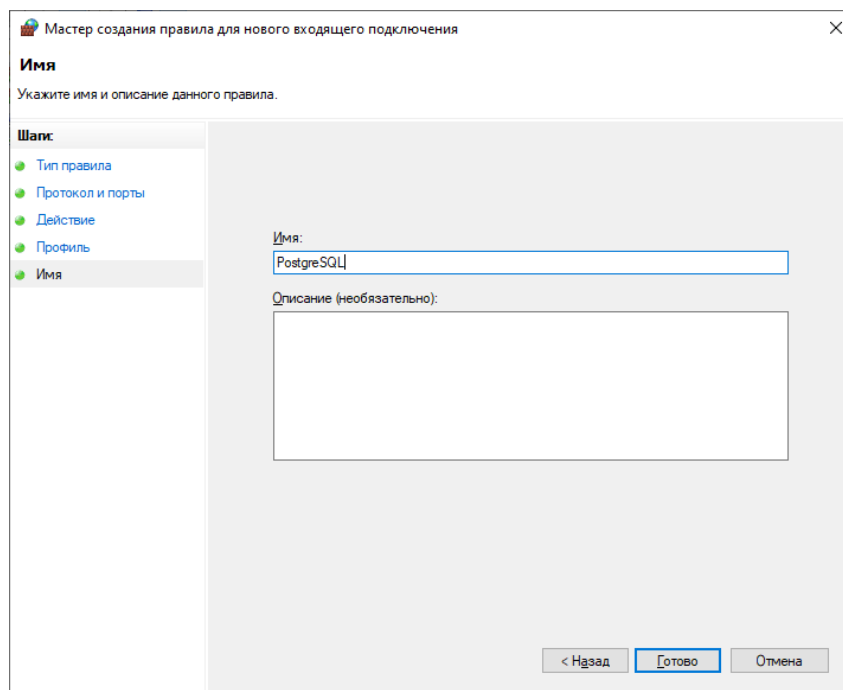 Мастер создания правила для нового входящего подключения
Имя
Укажите имя и описание данного правила.
Шаги:
Тип правила
Протокол и порты
Действие
Профиль
Имя
Имя:
PostgreSQL
Описание (необязательно):
< Назад
Готово
Отмена